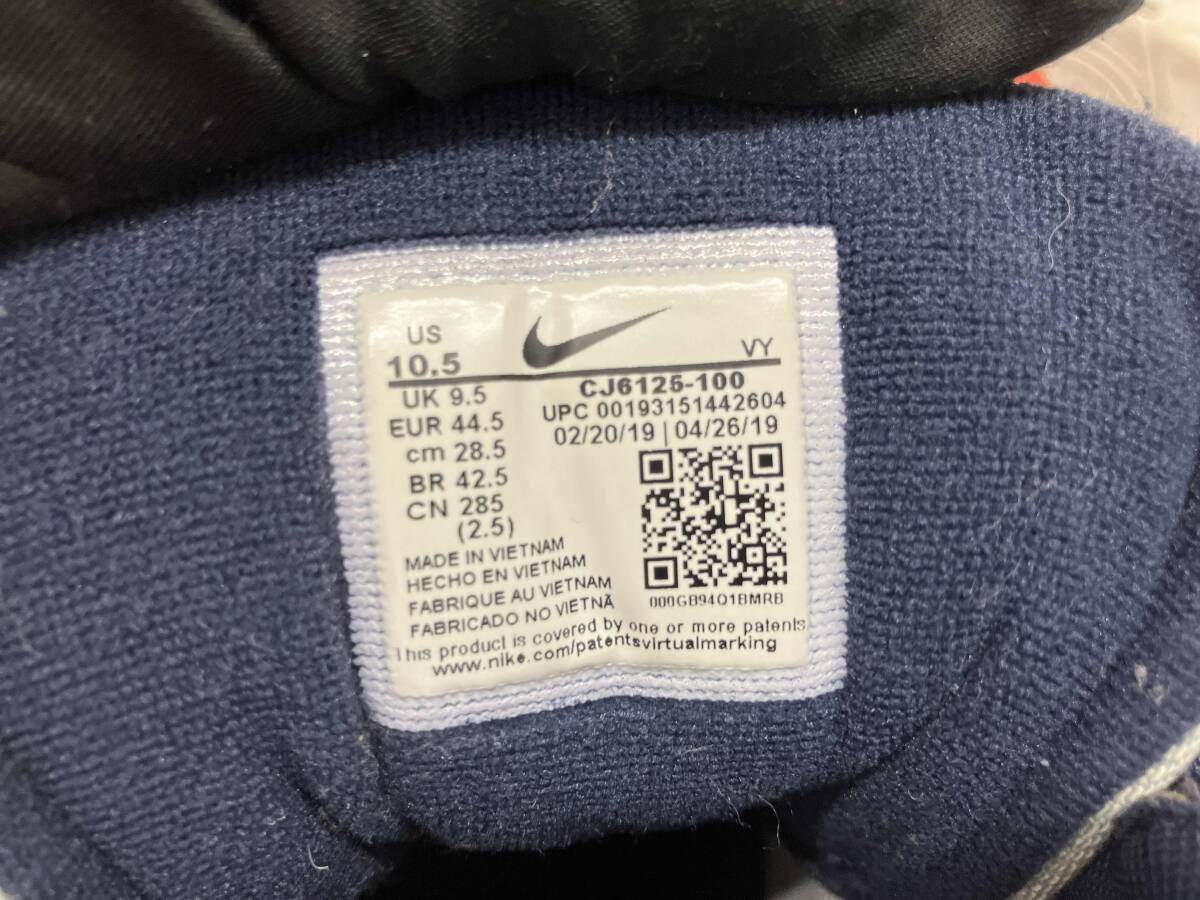 US
10.5
VY
UK 9.5
EUR 44.5
cm 28.5
BR 42.5
CN 285
(2.5)
CJ6125-100
UPC 00193151442604
02/20/19 | 04/26/19
000GB94Q1BMRB
MADE IN VIETNAM
HECHO EN VIETNAM
FABRIQUE AU VIETNAM
FABRICADO NO VIETNÃ
This product is covered by one or more patents
www.nike.com/patentsvirtualmarking